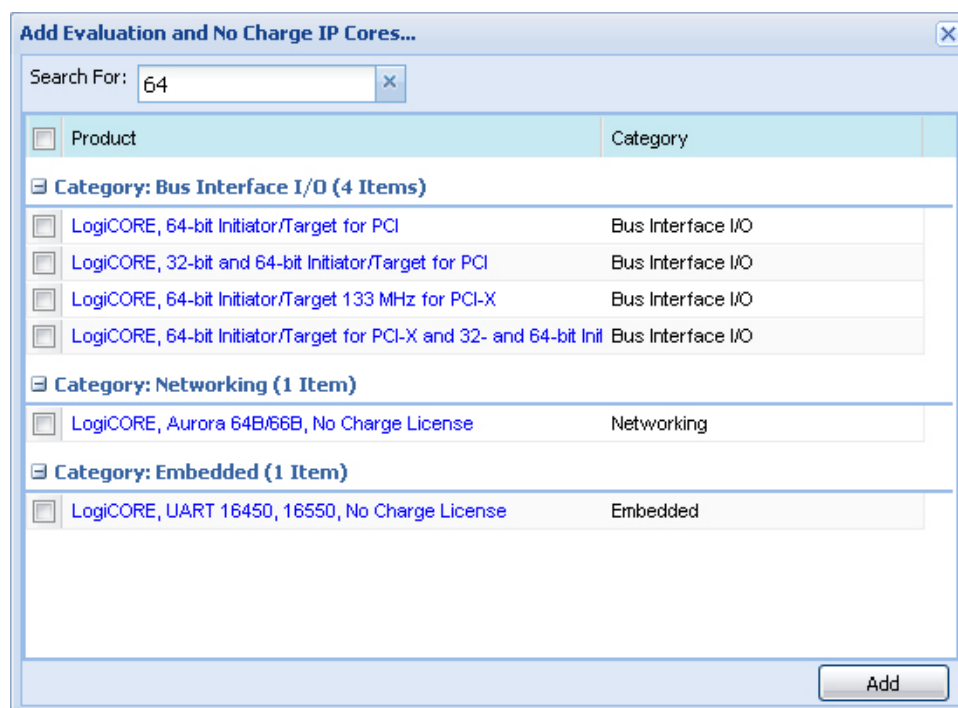 Add Evaluation and No Charge IP Cores...
Search For: 64
Product Category
Category: Bus Interface I/O (4 Items)
LogiCORE, 64-bit Initiator/Target for PCI Bus Interface I/O
LogiCORE, 32-bit and 64-bit Initiator/Target for PCI Bus Interface I/O
LogiCORE, 64-bit Initiator/Target 133 MHz for PCI-X Bus Interface I/O
LogiCORE, 64-bit Initiator/Target for PCI-X and 32- and 64-bit Init Bus Interface I/O
Category: Networking (1 Item)
LogiCORE, Aurora 64B/66B, No Charge License Networking
Category: Embedded (1 Item)
LogiCORE, UART 16450, 16550, No Charge License Embedded
Add